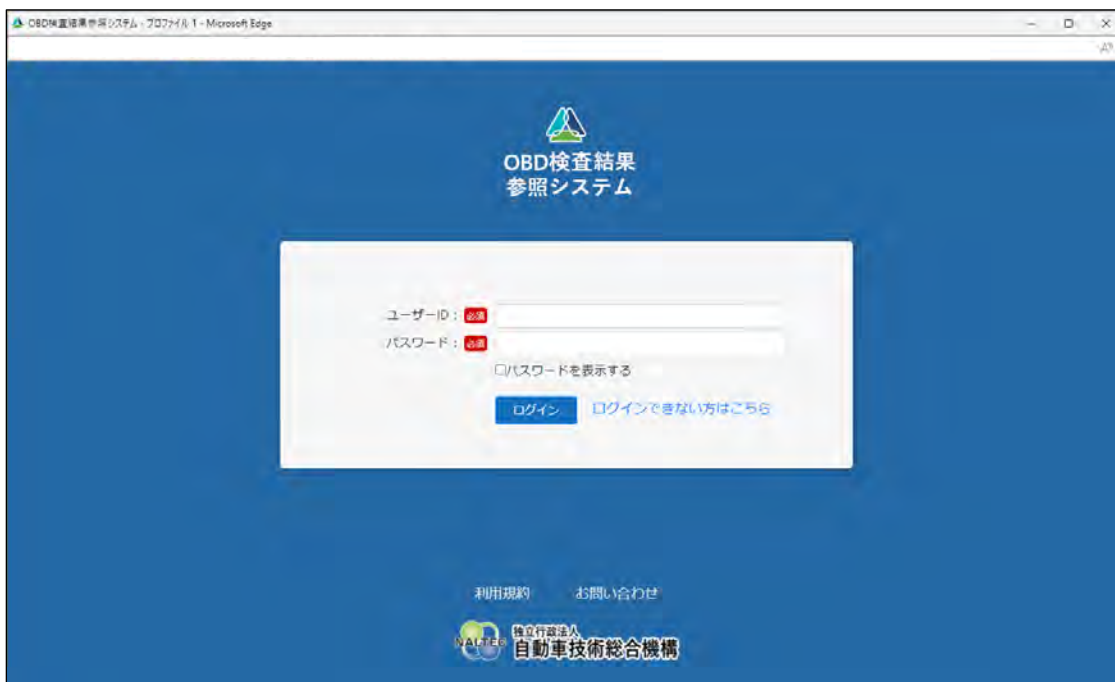 OBD検査結果参照システム - プロファイル 1 - Microsoft Edge
OBD検査結果
参照システム
ユーザーID： 必須
パスワード： 必須
パスワードを表示する
ログイン ログインできない方はこちら
利用規約 お問い合わせ
NALTEC 独立行政法人
自動車技術総合機構